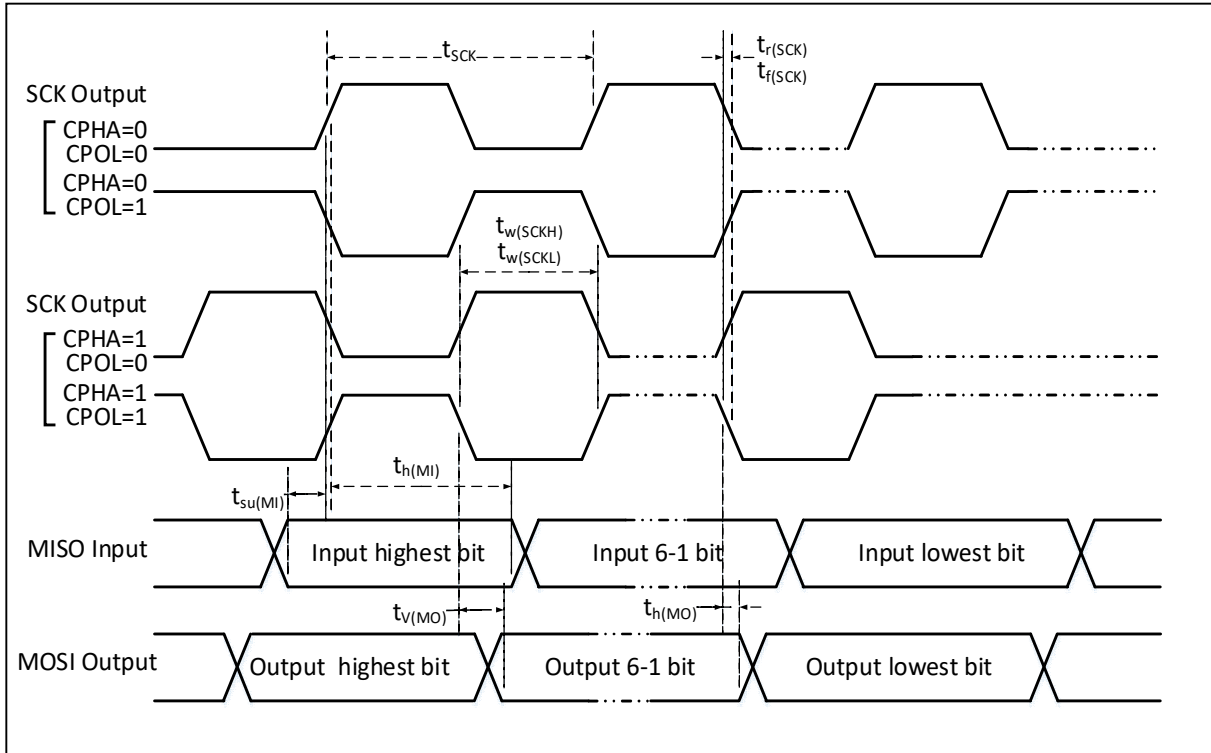 tSCK
tr(SCK)
tf(SCK)
SCK Output
CPHA=0
CPOL=0
CPHA=0
CPOL=1
tw(SCKH)
tw(SCKL)
SCK Output
CPHA=1
CPOL=0
CPHA=1
CPOL=1
th(MI)
tsu(MI)
MISO Input
Input highest bit
Input 6-1 bit
Input lowest bit
tV(MO)
th(MO)
MOSI Output
Output highest bit
Output 6-1 bit
Output lowest bit